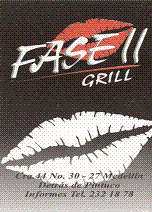 FASE II
GRILL
Cra.44 No. 30 - 27 Medellín
Detrás de Pintuco
Informes Tel. 232 18 78